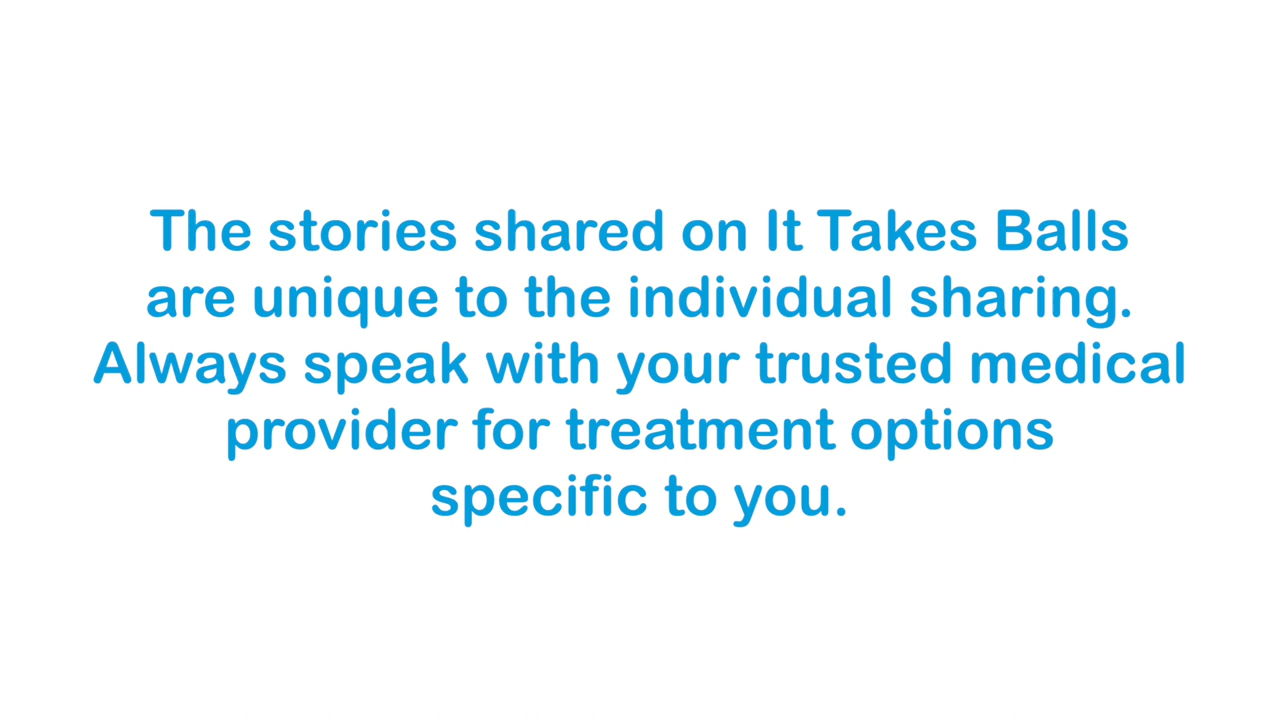 The stories shared on It Takes Balls
are unique to the individual sharing.
Always speak with your trusted medical
provider for treatment options
specific to you.